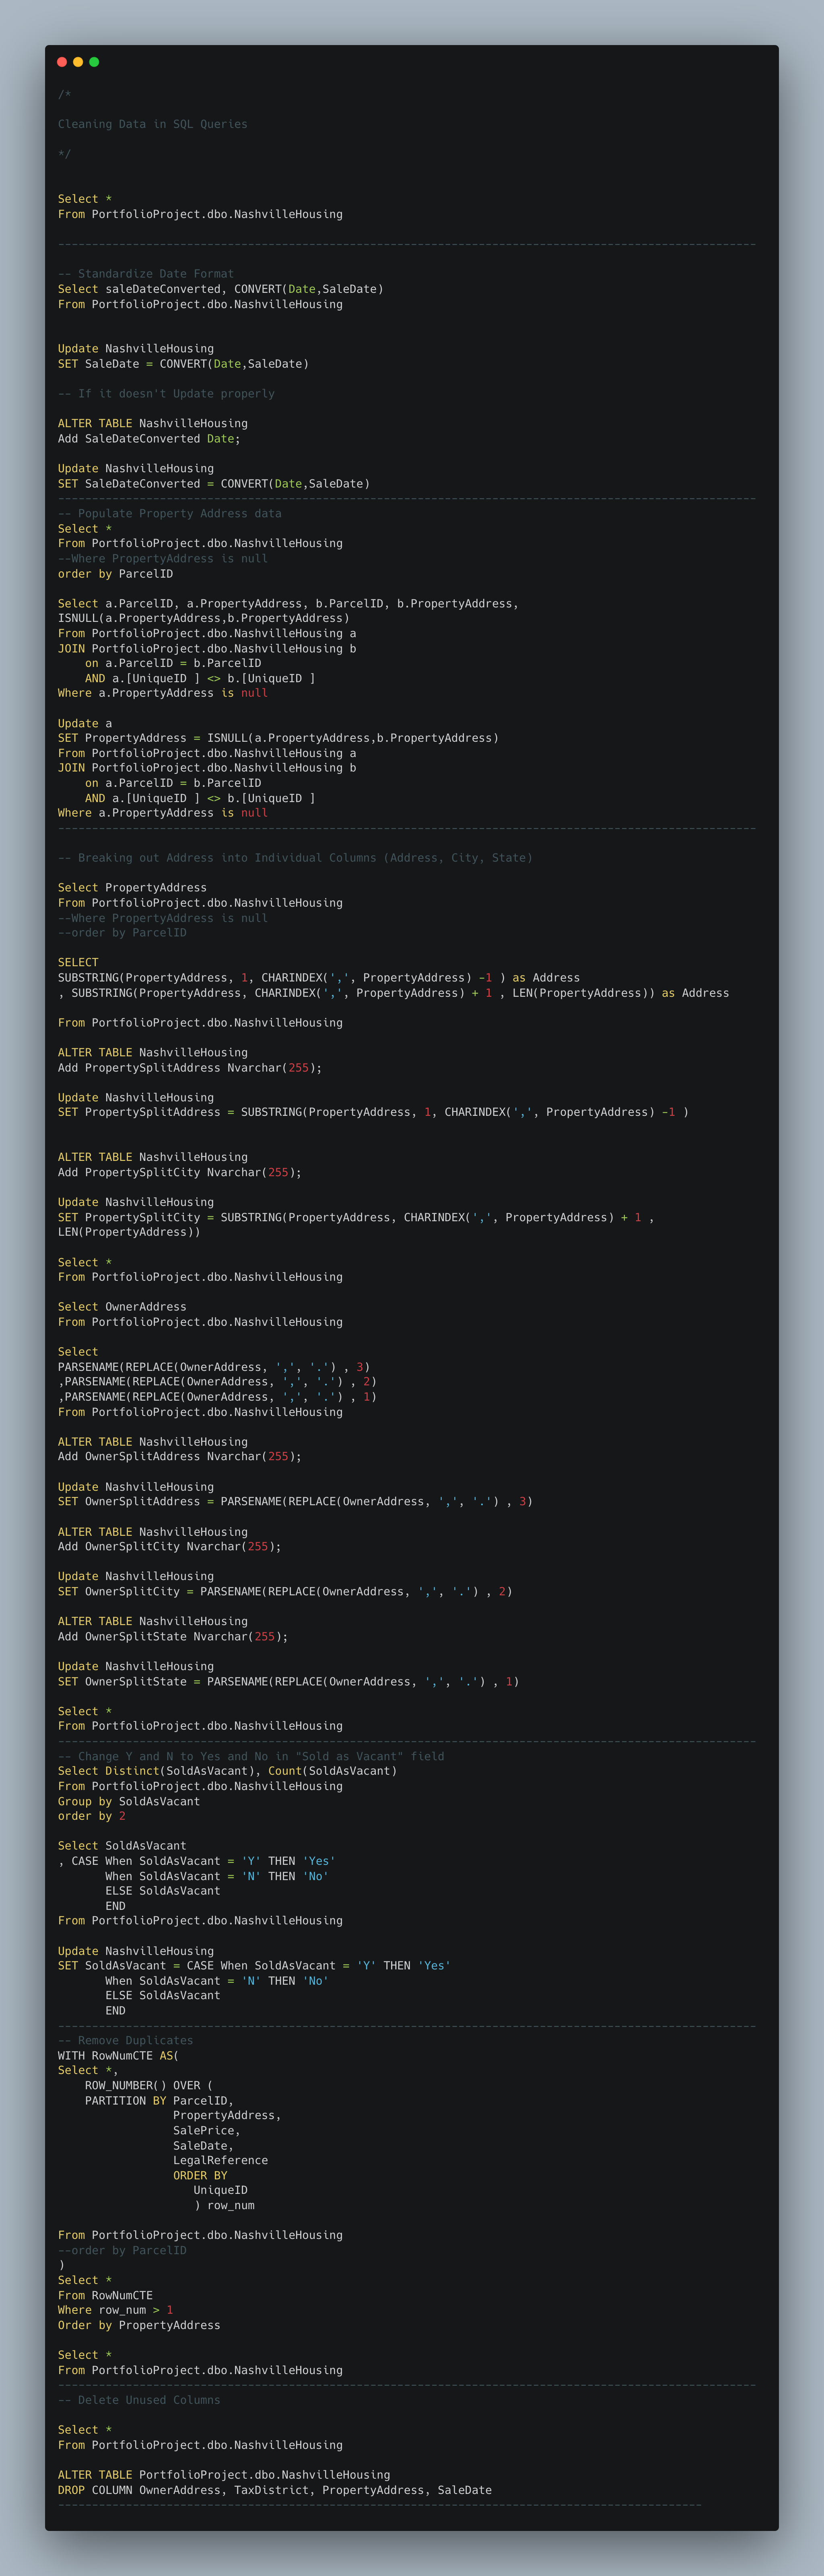 /*
Cleaning Data in SQL Queries
*/
Select *
From PortfolioProject.dbo.NashvilleHousing
-------------------------------------------------------------------------------------------------------
-- Standardize Date Format
Select saleDateConverted, CONVERT(Date,SaleDate)
From PortfolioProject.dbo.NashvilleHousing
Update NashvilleHousing
SET SaleDate = CONVERT(Date,SaleDate)
-- If it doesn't Update properly
ALTER TABLE NashvilleHousing
Add SaleDateConverted Date;
Update NashvilleHousing
SET SaleDateConverted = CONVERT(Date,SaleDate)
-------------------------------------------------------------------------------------------------------
-- Populate Property Address data
Select *
From PortfolioProject.dbo.NashvilleHousing
--Where PropertyAddress is null
order by ParcelID
Select a.ParcelID, a.PropertyAddress, b.ParcelID, b.PropertyAddress,
ISNULL(a.PropertyAddress,b.PropertyAddress)
From PortfolioProject.dbo.NashvilleHousing a
JOIN PortfolioProject.dbo.NashvilleHousing b
    on a.ParcelID = b.ParcelID
    AND a.[UniqueID ] <> b.[UniqueID ]
Where a.PropertyAddress is null
Update a
SET PropertyAddress = ISNULL(a.PropertyAddress,b.PropertyAddress)
From PortfolioProject.dbo.NashvilleHousing a
JOIN PortfolioProject.dbo.NashvilleHousing b
    on a.ParcelID = b.ParcelID
    AND a.[UniqueID ] <> b.[UniqueID ]
Where a.PropertyAddress is null
-------------------------------------------------------------------------------------------------------
-- Breaking out Address into Individual Columns (Address, City, State)
Select PropertyAddress
From PortfolioProject.dbo.NashvilleHousing
--Where PropertyAddress is null
--order by ParcelID
SELECT
SUBSTRING(PropertyAddress, 1, CHARINDEX(',', PropertyAddress) -1 ) as Address
, SUBSTRING(PropertyAddress, CHARINDEX(',', PropertyAddress) + 1 , LEN(PropertyAddress)) as Address
From PortfolioProject.dbo.NashvilleHousing
ALTER TABLE NashvilleHousing
Add PropertySplitAddress Nvarchar(255);
Update NashvilleHousing
SET PropertySplitAddress = SUBSTRING(PropertyAddress, 1, CHARINDEX(',', PropertyAddress) -1 )
ALTER TABLE NashvilleHousing
Add PropertySplitCity Nvarchar(255);
Update NashvilleHousing
SET PropertySplitCity = SUBSTRING(PropertyAddress, CHARINDEX(',', PropertyAddress) + 1 ,
LEN(PropertyAddress))
Select *
From PortfolioProject.dbo.NashvilleHousing
Select OwnerAddress
From PortfolioProject.dbo.NashvilleHousing
Select
PARSENAME(REPLACE(OwnerAddress, ',', '.') , 3)
,PARSENAME(REPLACE(OwnerAddress, ',', '.') , 2)
,PARSENAME(REPLACE(OwnerAddress, ',', '.') , 1)
From PortfolioProject.dbo.NashvilleHousing
ALTER TABLE NashvilleHousing
Add OwnerSplitAddress Nvarchar(255);
Update NashvilleHousing
SET OwnerSplitAddress = PARSENAME(REPLACE(OwnerAddress, ',', '.') , 3)
ALTER TABLE NashvilleHousing
Add OwnerSplitCity Nvarchar(255);
Update NashvilleHousing
SET OwnerSplitCity = PARSENAME(REPLACE(OwnerAddress, ',', '.') , 2)
ALTER TABLE NashvilleHousing
Add OwnerSplitState Nvarchar(255);
Update NashvilleHousing
SET OwnerSplitState = PARSENAME(REPLACE(OwnerAddress, ',', '.') , 1)
Select *
From PortfolioProject.dbo.NashvilleHousing
-------------------------------------------------------------------------------------------------------
-- Change Y and N to Yes and No in "Sold as Vacant" field
Select Distinct(SoldAsVacant), Count(SoldAsVacant)
From PortfolioProject.dbo.NashvilleHousing
Group by SoldAsVacant
order by 2
Select SoldAsVacant
, CASE When SoldAsVacant = 'Y' THEN 'Yes'
       When SoldAsVacant = 'N' THEN 'No'
       ELSE SoldAsVacant
       END
From PortfolioProject.dbo.NashvilleHousing
Update NashvilleHousing
SET SoldAsVacant = CASE When SoldAsVacant = 'Y' THEN 'Yes'
       When SoldAsVacant = 'N' THEN 'No'
       ELSE SoldAsVacant
       END
-------------------------------------------------------------------------------------------------------
-- Remove Duplicates
WITH RowNumCTE AS(
Select *,
    ROW_NUMBER() OVER (
    PARTITION BY ParcelID,
                 PropertyAddress,
                 SalePrice,
                 SaleDate,
                 LegalReference
                 ORDER BY
                    UniqueID
                    ) row_num
From PortfolioProject.dbo.NashvilleHousing
--order by ParcelID
)
Select *
From RowNumCTE
Where row_num > 1
Order by PropertyAddress
Select *
From PortfolioProject.dbo.NashvilleHousing
-------------------------------------------------------------------------------------------------------
-- Delete Unused Columns
Select *
From PortfolioProject.dbo.NashvilleHousing
ALTER TABLE PortfolioProject.dbo.NashvilleHousing
DROP COLUMN OwnerAddress, TaxDistrict, PropertyAddress, SaleDate
-----------------------------------------------------------------------------------------------